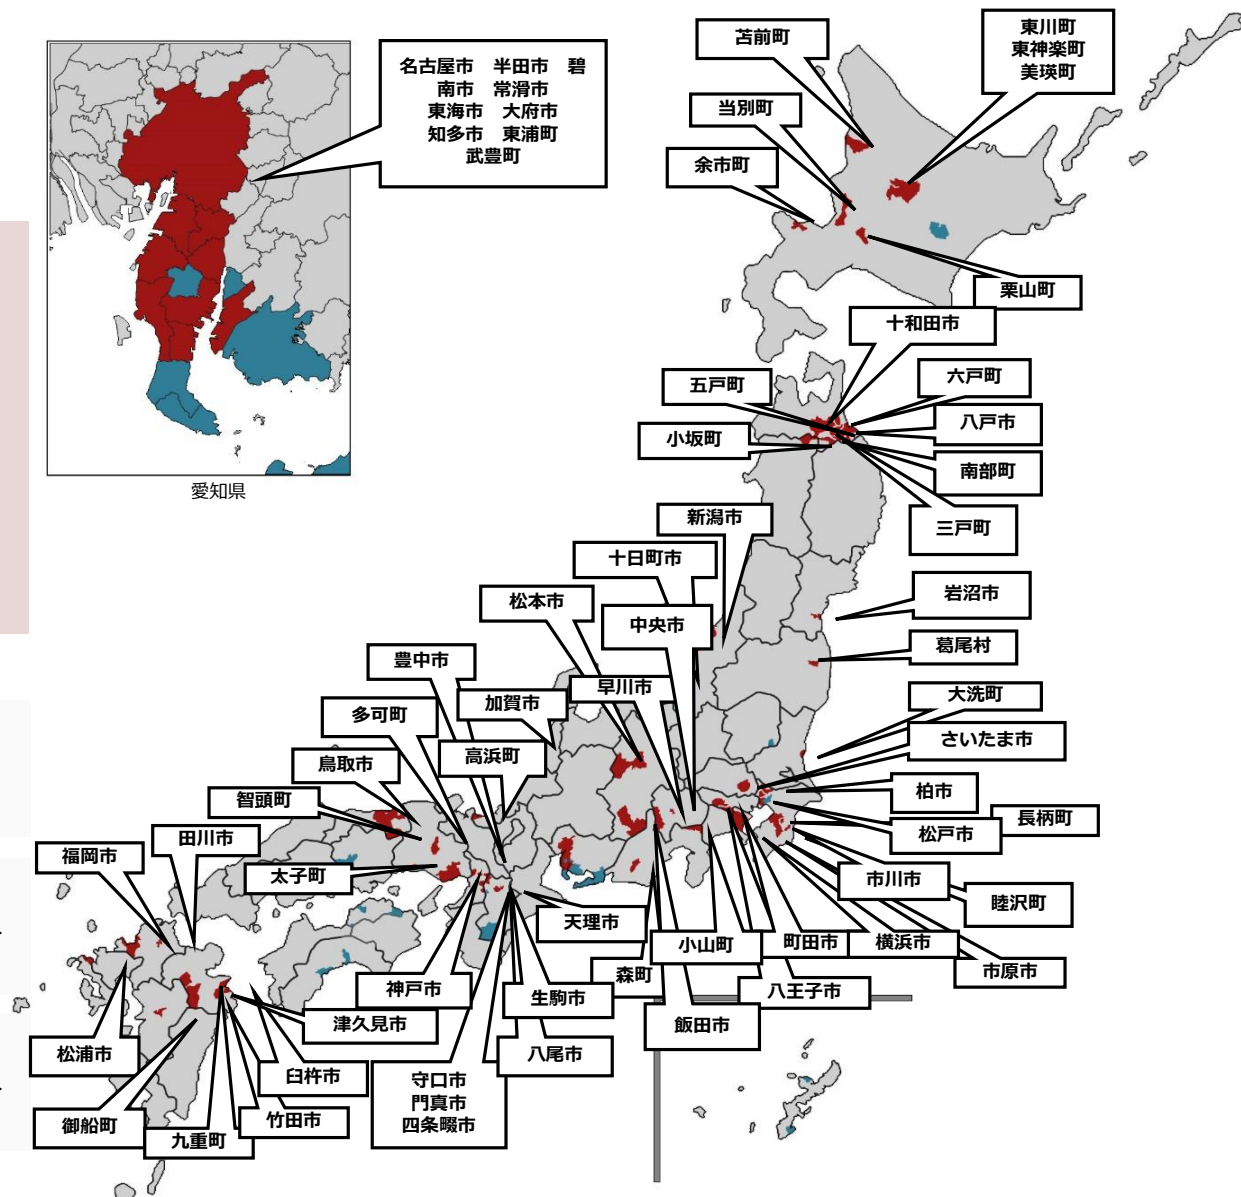 苫前町
東川町
東神楽町
美瑛町
名古屋市　半田市　碧
南市　常滑市
東海市　大府市
知多市　東浦町
武豊町
当別町
余市町
栗山町
十和田市
五戸町
六戸町
八戸市
小坂町
南部町
愛知県
新潟市
三戸町
十日町市
松本市
岩沼市
中央市
葛尾村
豊中市
早川市
加賀市
大洗町
多可町
さいたま市
高浜町
鳥取市
智頭町
柏市
長柄町
田川市
松戸市
福岡市
太子町
市川市
睦沢町
天理市
小山町
町田市
横浜市
森町
市原市
神戸市
生駒市
八王子市
津久見市
飯田市
松浦市
八尾市
臼杵市
守口市
門真市
四条畷市
御船町
竹田市
九重町